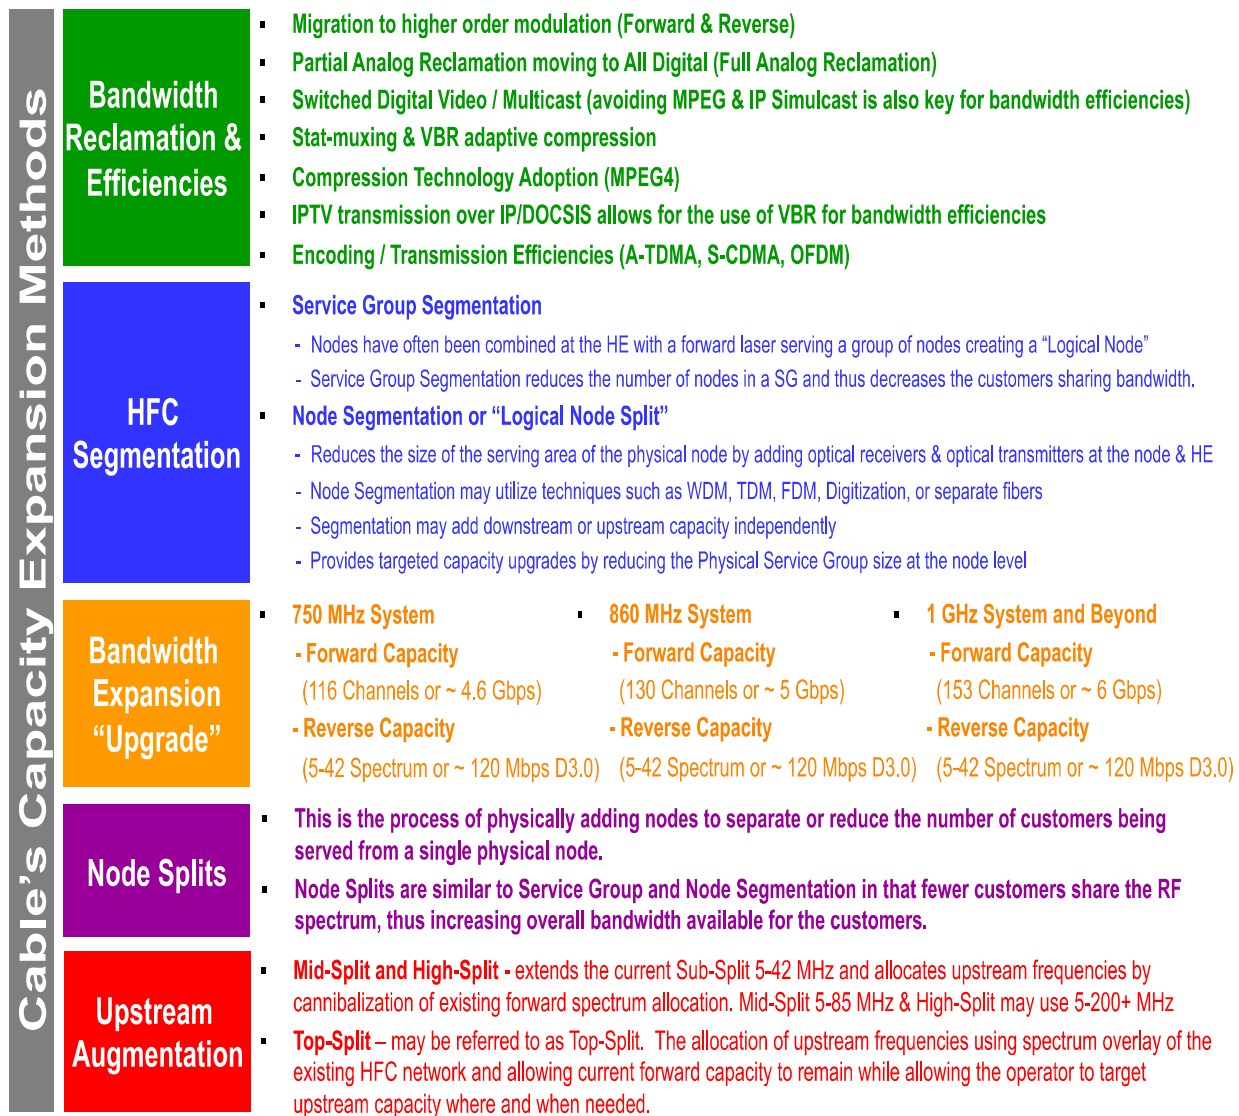 Cable's Capacity Expansion Methods
Bandwidth
Reclamation &
Efficiencies
▪ Migration to higher order modulation (Forward & Reverse)
▪ Partial Analog Reclamation moving to All Digital (Full Analog Reclamation)
▪ Switched Digital Video / Multicast (avoiding MPEG & IP Simulcast is also key for bandwidth efficiencies)
▪ Stat-muxing & VBR adaptive compression
▪ Compression Technology Adoption (MPEG4)
▪ IPTV transmission over IP/DOCSIS allows for the use of VBR for bandwidth efficiencies
▪ Encoding / Transmission Efficiencies (A-TDMA, S-CDMA, OFDM)
HFC
Segmentation
▪ Service Group Segmentation
- Nodes have often been combined at the HE with a forward laser serving a group of nodes creating a “Logical Node”
- Service Group Segmentation reduces the number of nodes in a SG and thus decreases the customers sharing bandwidth.
▪ Node Segmentation or “Logical Node Split”
- Reduces the size of the serving area of the physical node by adding optical receivers & optical transmitters at the node & HE
- Node Segmentation may utilize techniques such as WDM, TDM, FDM, Digitization, or separate fibers
- Segmentation may add downstream or upstream capacity independently
- Provides targeted capacity upgrades by reducing the Physical Service Group size at the node level
Bandwidth
Expansion
“Upgrade”
▪ 750 MHz System
- Forward Capacity
(116 Channels or ~ 4.6 Gbps)
- Reverse Capacity
(5-42 Spectrum or ~ 120 Mbps D3.0)
▪ 860 MHz System
- Forward Capacity
(130 Channels or ~ 5 Gbps)
- Reverse Capacity
(5-42 Spectrum or ~ 120 Mbps D3.0)
▪ 1 GHz System and Beyond
- Forward Capacity
(153 Channels or ~ 6 Gbps)
- Reverse Capacity
(5-42 Spectrum or ~ 120 Mbps D3.0)
Node Splits
▪ This is the process of physically adding nodes to separate or reduce the number of customers being
served from a single physical node.
▪ Node Splits are similar to Service Group and Node Segmentation in that fewer customers share the RF
spectrum, thus increasing overall bandwidth available for the customers.
Upstream
Augmentation
▪ Mid-Split and High-Split - extends the current Sub-Split 5-42 MHz and allocates upstream frequencies by
cannibalization of existing forward spectrum allocation. Mid-Split 5-85 MHz & High-Split may use 5-200+ MHz
▪ Top-Split – may be referred to as Top-Split. The allocation of upstream frequencies using spectrum overlay of the
existing HFC network and allowing current forward capacity to remain while allowing the operator to target
upstream capacity where and when needed.